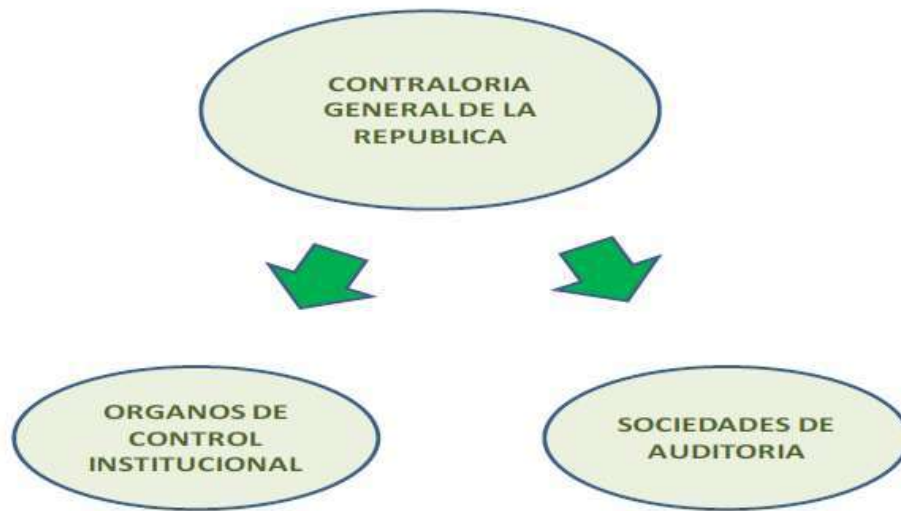 CONTRALORIA
GENERAL DE LA
REPUBLICA
ORGANOS DE
CONTROL
INSTITUCIONAL
SOCIEDADES DE
AUDITORIA